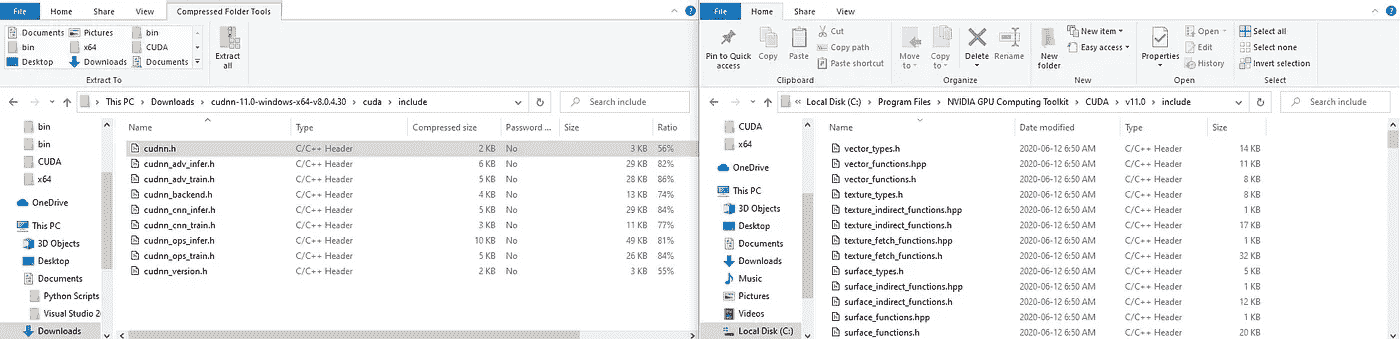 File Home Share View Compressed Folder Tools
Documents Pictures bin
bin x64 CUDA
Desktop Downloads Documents
Extract all
Extract To
This PC > Downloads > cudnn-11.0-windows-x64-v8.0.4.30 > cuda > include
Search include
bin
bin
CUDA
x64
OneDrive
This PC
3D Objects
Desktop
Documents
Python Scripts
Visual Studio 2
Downloads
Name Type Compressed size Password ... Size Ratio
cudnn.h C/C++ Header 2 KB No 3 KB 56%
cudnn_adv_infer.h C/C++ Header 6 KB No 29 KB 82%
cudnn_adv_train.h C/C++ Header 5 KB No 28 KB 86%
cudnn_backend.h C/C++ Header 4 KB No 13 KB 74%
cudnn_cnn_infer.h C/C++ Header 5 KB No 29 KB 84%
cudnn_cnn_train.h C/C++ Header 3 KB No 11 KB 77%
cudnn_ops_infer.h C/C++ Header 10 KB No 49 KB 81%
cudnn_ops_train.h C/C++ Header 5 KB No 26 KB 84%
cudnn_version.h C/C++ Header 2 KB No 3 KB 55%
File Home Share View
Pin to Quick access
Copy
Paste
Cut
Copy path
Paste shortcut
Clipboard
Move to
Copy to
Delete
Rename
Organize
New folder
New item
Easy access
New
Properties
Open
Edit
History
Open
Select all
Select none
Invert selection
Select
« Local Disk (C:) > Program Files > NVIDIA GPU Computing Toolkit > CUDA > v11.0 > include
Search include
CUDA
x64
OneDrive
This PC
3D Objects
Desktop
Documents
Downloads
Music
Pictures
Videos
Local Disk (C:)
Name Date modified Type Size
vector_types.h 2020-06-12 6:50 AM C/C++ Header 14 KB
vector_functions.hpp 2020-06-12 6:50 AM C/C++ Header 11 KB
vector_functions.h 2020-06-12 6:50 AM C/C++ Header 8 KB
texture_types.h 2020-06-12 6:50 AM C/C++ Header 8 KB
texture_indirect_functions.hpp 2020-06-12 6:50 AM C/C++ Header 1 KB
texture_indirect_functions.h 2020-06-12 6:50 AM C/C++ Header 17 KB
texture_fetch_functions.hpp 2020-06-12 6:50 AM C/C++ Header 1 KB
texture_fetch_functions.h 2020-06-12 6:50 AM C/C++ Header 32 KB
surface_types.h 2020-06-12 6:50 AM C/C++ Header 5 KB
surface_indirect_functions.hpp 2020-06-12 6:50 AM C/C++ Header 1 KB
surface_indirect_functions.h 2020-06-12 6:50 AM C/C++ Header 12 KB
surface_functions.hpp 2020-06-12 6:50 AM C/C++ Header 1 KB
surface_functions.h 2020-06-12 6:50 AM C/C++ Header 20 KB